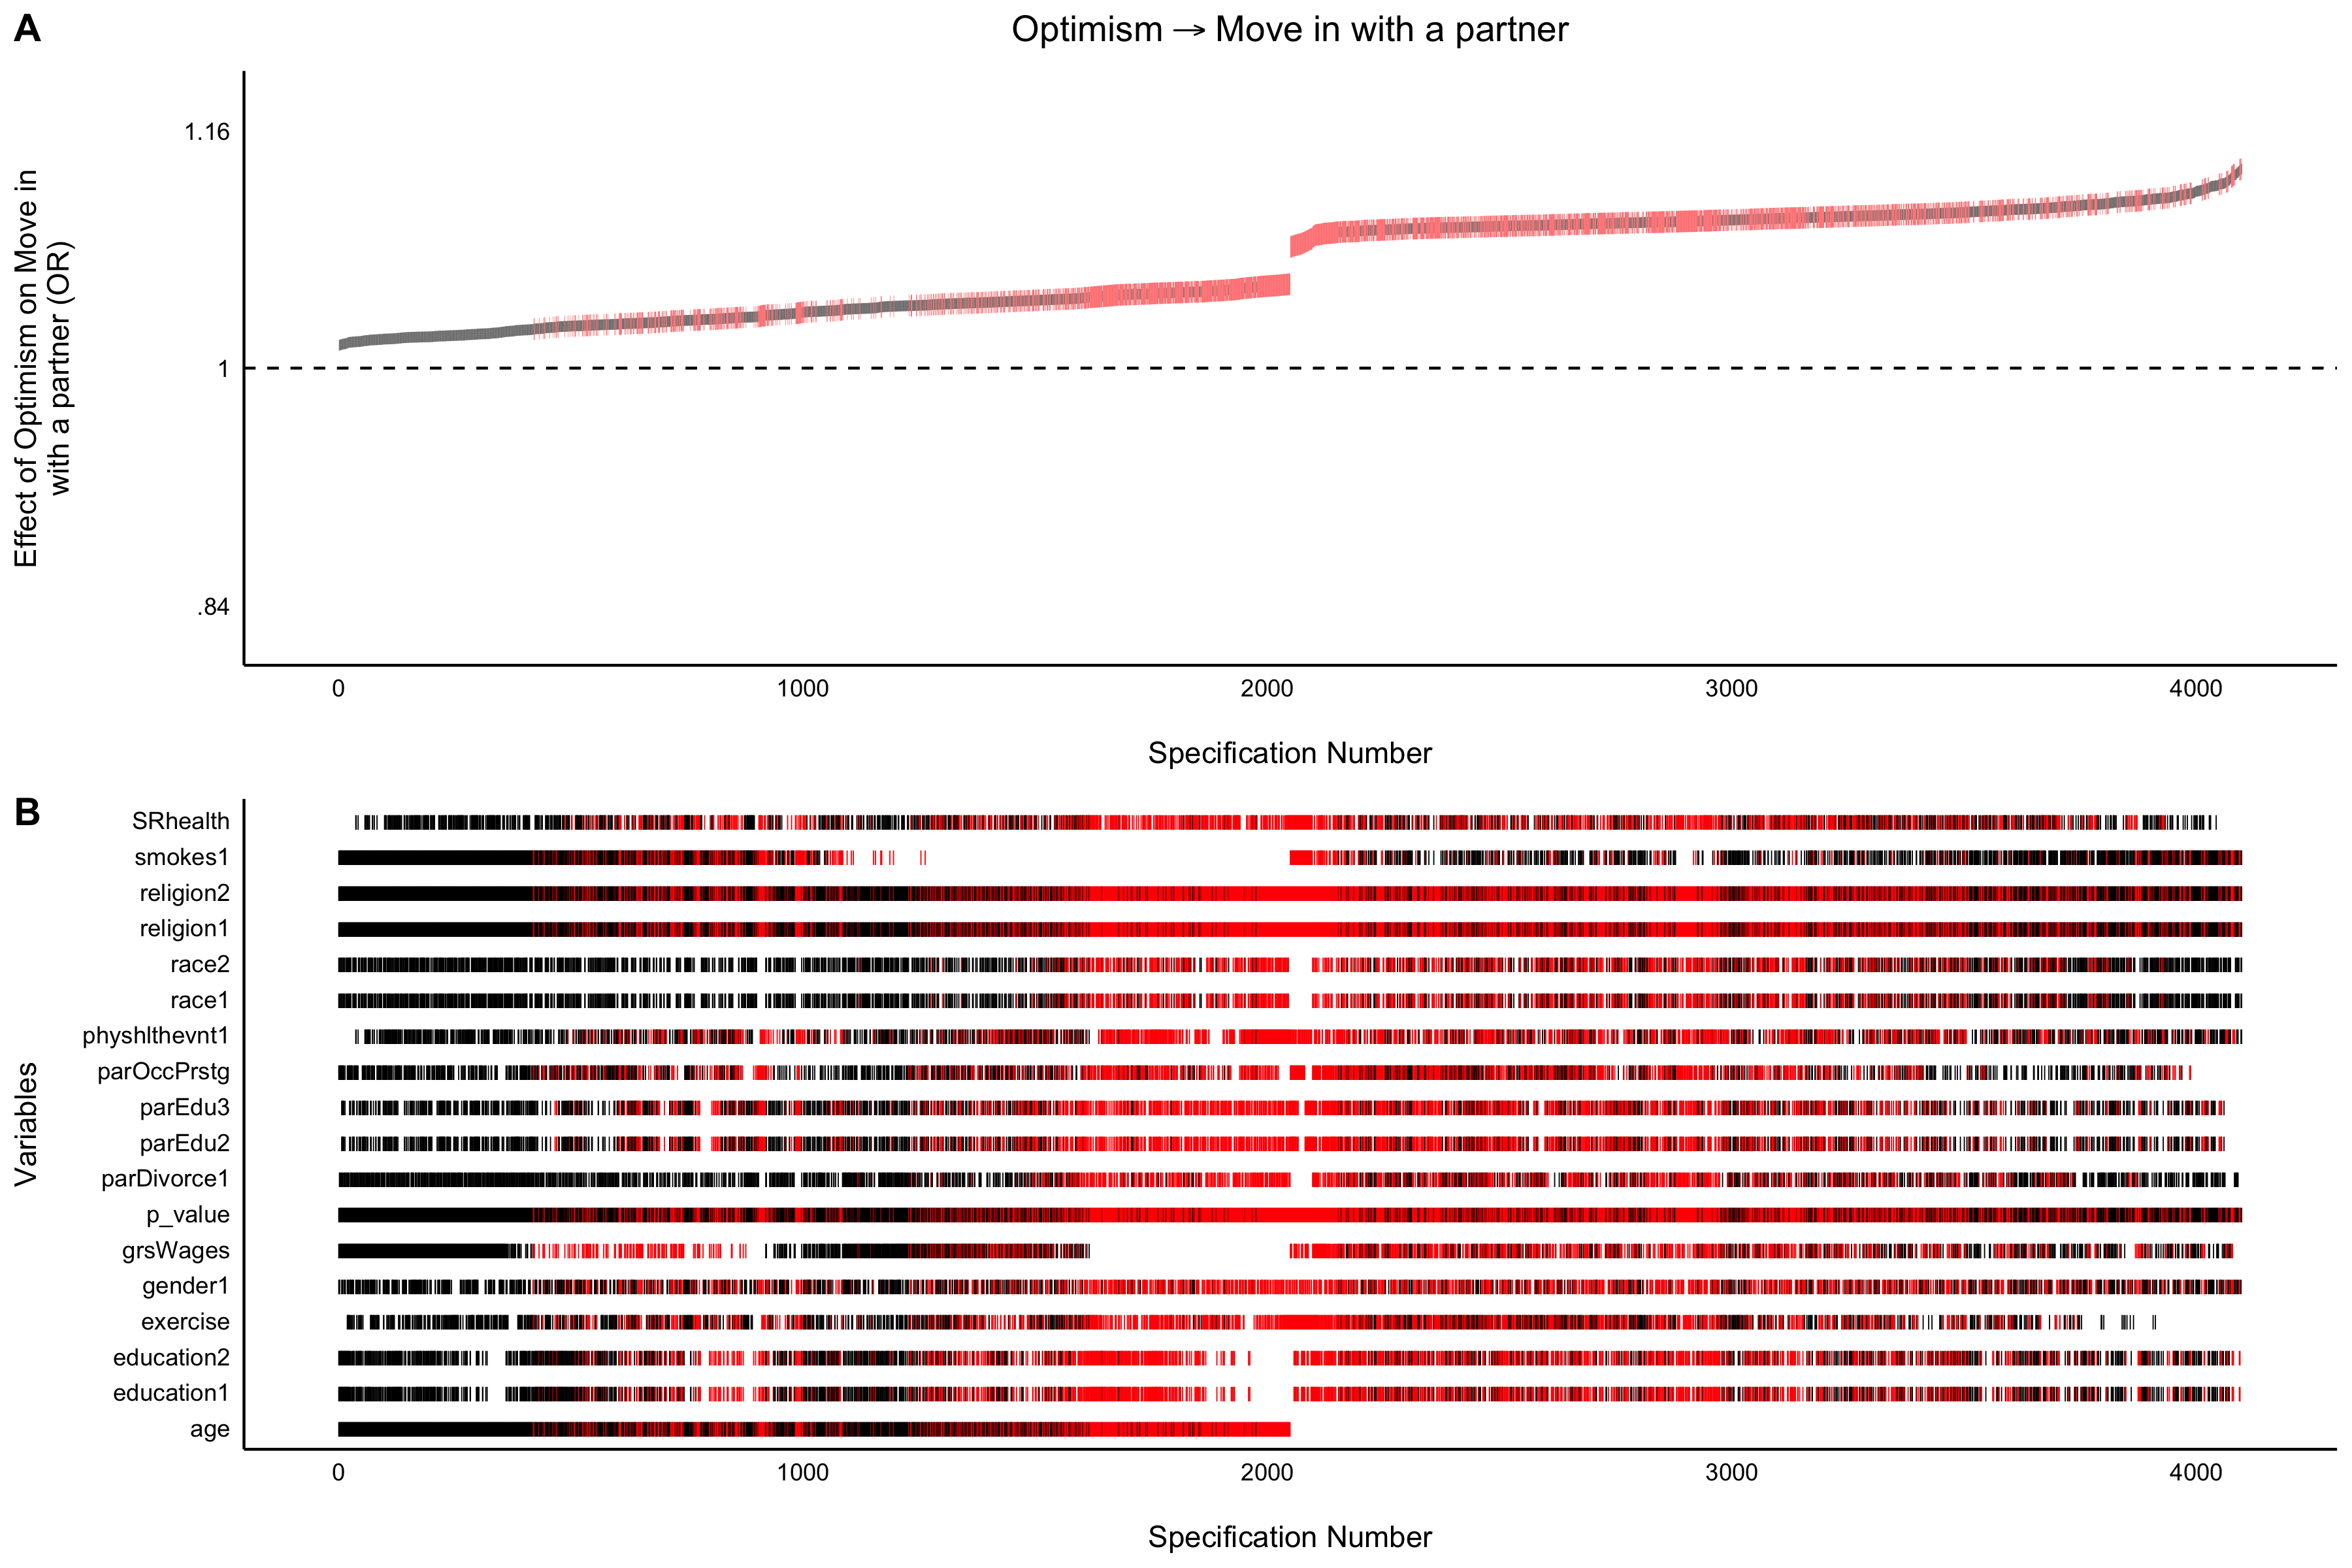 A
Optimism → Move in with a partner
Effect of Optimism on Move in
with a partner (OR)
1.16
1
.84
0 1000 2000 3000 4000
Specification Number
B
Variables
SRhealth
smokes1
religion2
religion1
race2
race1
physhlthevnt1
parOccPrstg
parEdu3
parEdu2
parDivorce1
p_value
grsWages
gender1
exercise
education2
education1
age
0 1000 2000 3000 4000
Specification Number